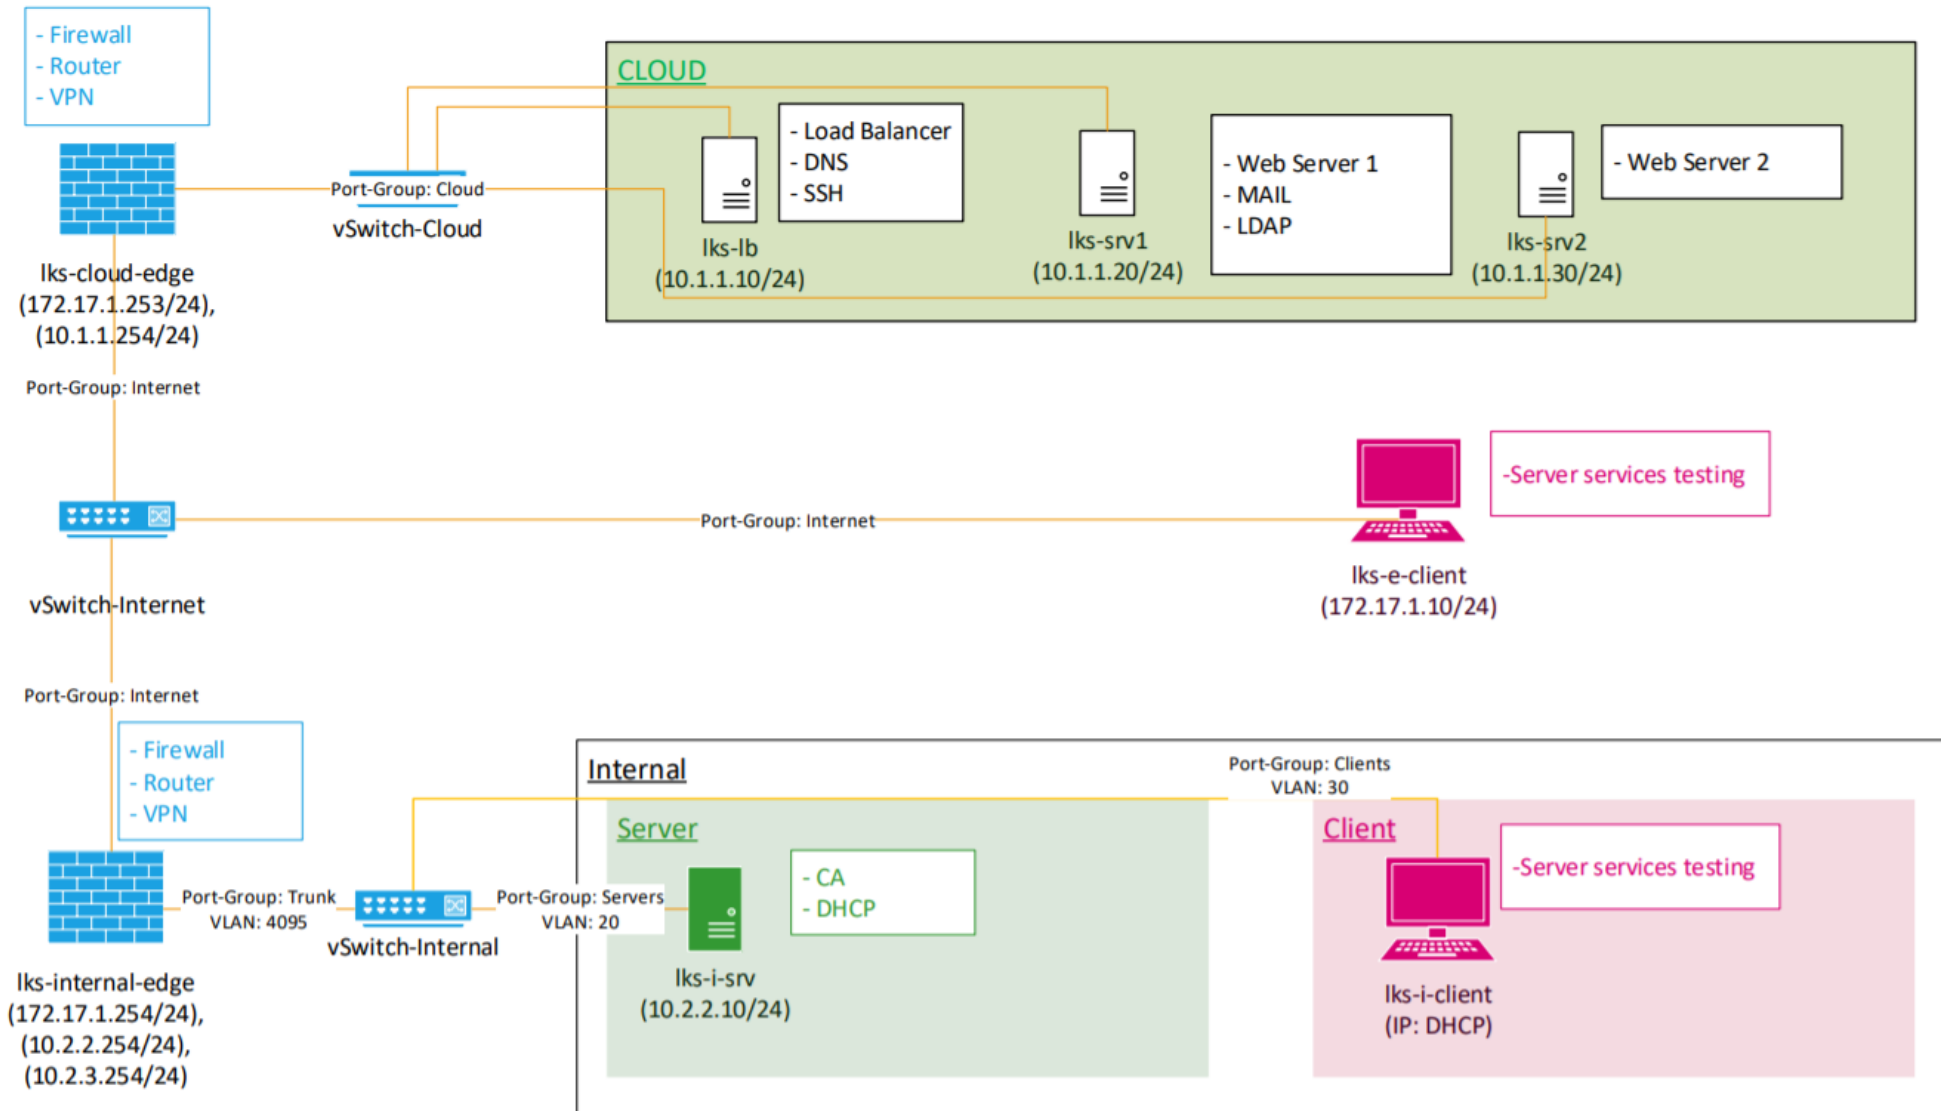 - Firewall
- Router
- VPN
lks-cloud-edge
(172.17.1.253/24),
(10.1.1.254/24)
Port-Group: Internet
Port-Group: Cloud
vSwitch-Cloud
CLOUD
- Load Balancer
- DNS
- SSH
lks-lb
(10.1.1.10/24)
lks-srv1
(10.1.1.20/24)
- Web Server 1
- MAIL
- LDAP
lks-srv2
(10.1.1.30/24)
- Web Server 2
vSwitch-Internet
Port-Group: Internet
-Server services testing
lks-e-client
(172.17.1.10/24)
Port-Group: Internet
- Firewall
- Router
- VPN
lks-internal-edge
(172.17.1.254/24),
(10.2.2.254/24),
(10.2.3.254/24)
Port-Group: Trunk
VLAN: 4095
vSwitch-Internal
Port-Group: Servers
VLAN: 20
Internal
Port-Group: Clients
VLAN: 30
Server
- CA
- DHCP
lks-i-srv
(10.2.2.10/24)
Client
-Server services testing
lks-i-client
(IP: DHCP)